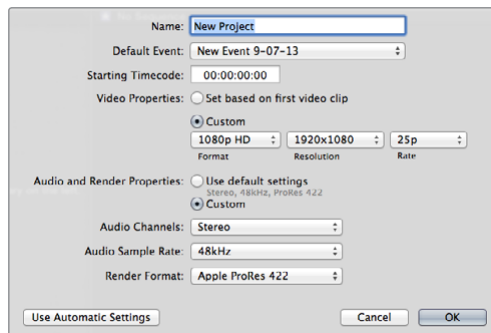 Name: New Project
Default Event: New Event 9-07-13
Starting Timecode: 00:00:00:00
Video Properties: Set based on first video clip
Custom
1080p HD 1920x1080 25p
Format Resolution Rate
Audio and Render Properties: Use default settings
Stereo, 48kHz, ProRes 422
Custom
Audio Channels: Stereo
Audio Sample Rate: 48kHz
Render Format: Apple ProRes 422
Use Automatic Settings Cancel OK